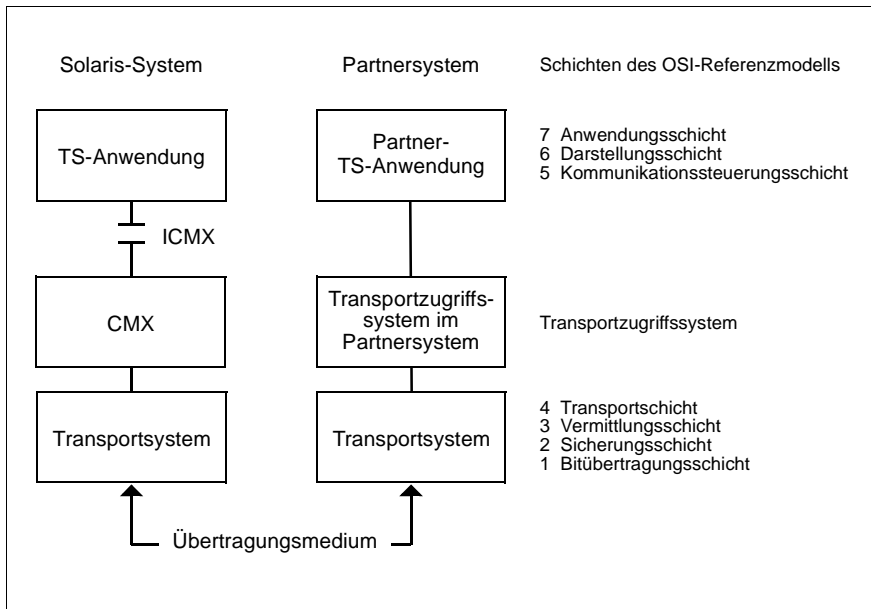 Solaris-System
Partnersystem
Schichten des OSI-Referenzmodells
TS-Anwendung
Partner-
TS-Anwendung
7 Anwendungsschicht
6 Darstellungsschicht
5 Kommunikationssteuerungsschicht
ICMX
CMX
Transportzugriffs-
system im
Partnersystem
Transportzugriffssystem
Transportsystem
Transportsystem
4 Transportschicht
3 Vermittlungsschicht
2 Sicherungsschicht
1 Bitübertragungsschicht
Übertragungsmedium